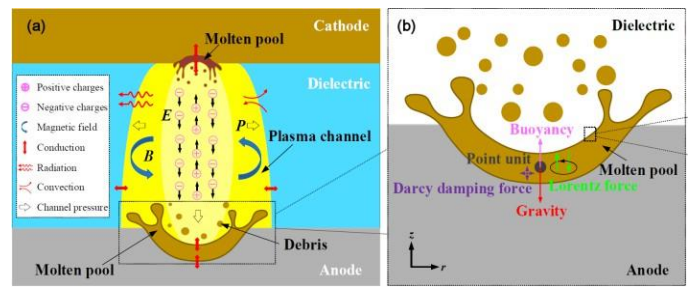 (a)
Cathode
Molten pool
Dielectric
Positive charges
Negative charges
Magnetic field
Conduction
Radiation
Convection
Channel pressure
E
P
B
Plasma channel
Debris
Molten pool
Anode
(b)
Dielectric
Buoyancy
Point unit
Molten pool
Darcy damping force
Lorentz force
Gravity
z
r
Anode